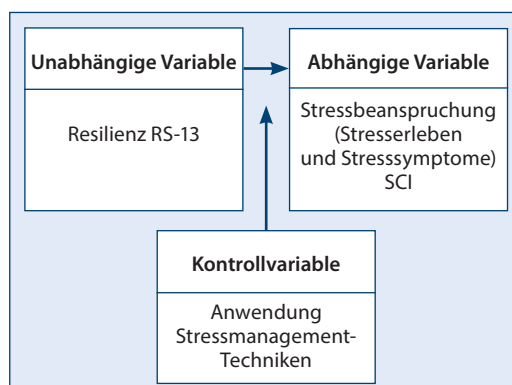 Unabhängige Variable
Resilienz RS-13
Abhängige Variable
Stressbeanspruchung
(Stresserleben
und Stresssymptome)
SCI
Kontrollvariable
Anwendung
Stressmanagement-
Techniken